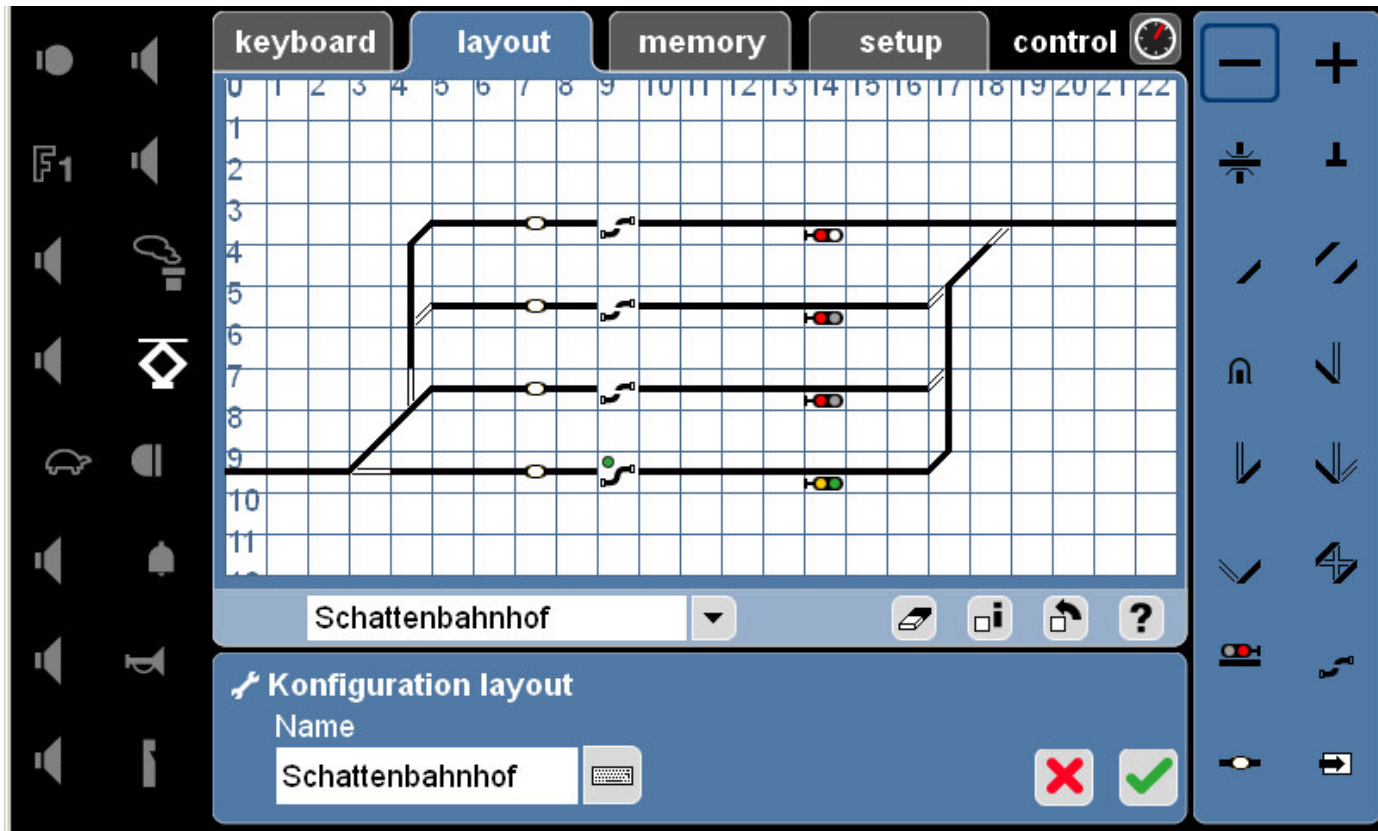 keyboard layout memory setup control
0 1 2 3 4 5 6 7 8 9 10 11 12 13 14 15 16 17 18 19 20 21 22
1
2
F1
3
4
5
6
7
8
9
10
11
Schattenbahnhof
i
?
Konfiguration layout
Name
Schattenbahnhof